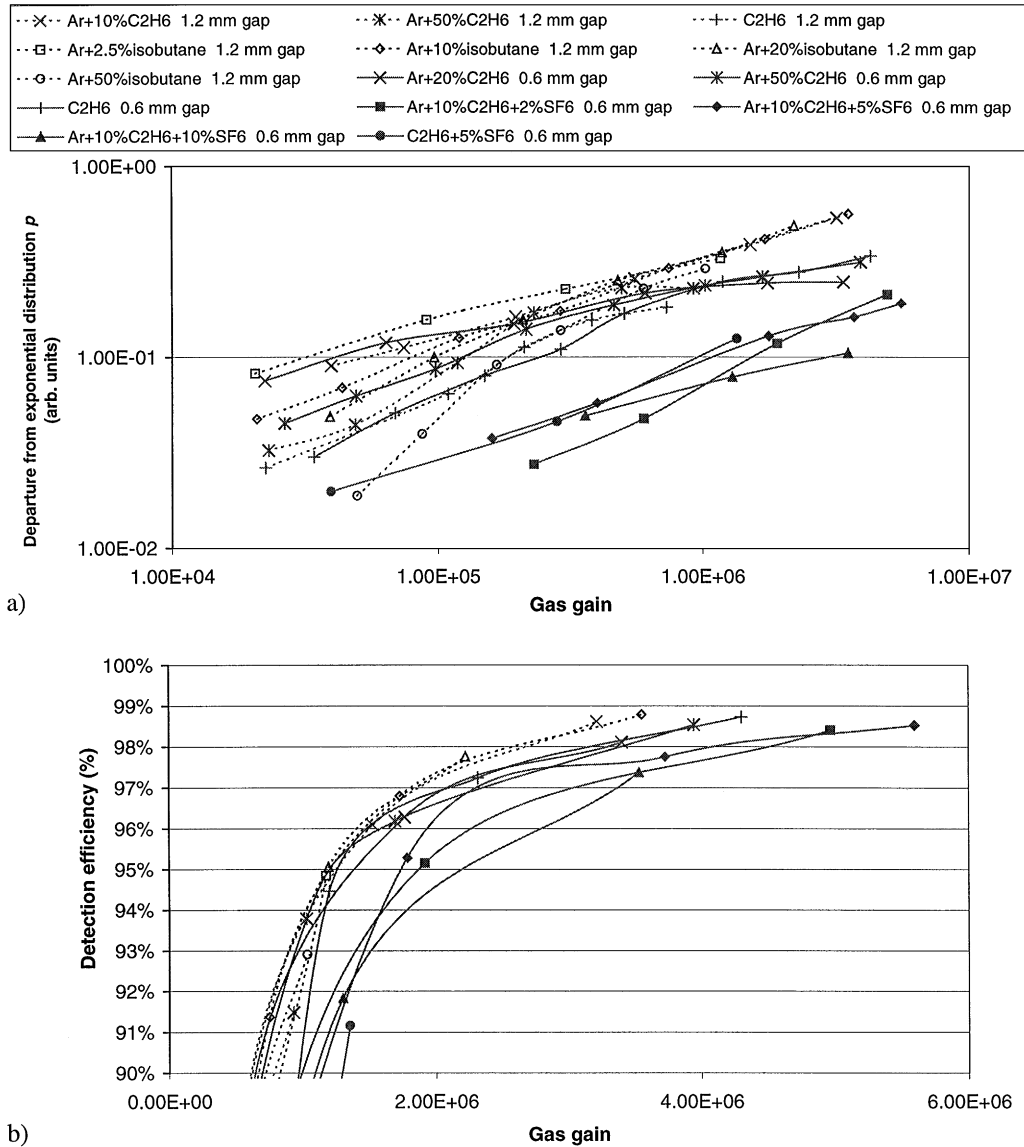 Ar+10%C2H6 1.2 mm gap
Ar+50%C2H6 1.2 mm gap
C2H6 1.2 mm gap
Ar+2.5%isobutane 1.2 mm gap
Ar+10%isobutane 1.2 mm gap
Ar+20%isobutane 1.2 mm gap
Ar+50%isobutane 1.2 mm gap
Ar+20%C2H6 0.6 mm gap
Ar+50%C2H6 0.6 mm gap
C2H6 0.6 mm gap
Ar+10%C2H6+2%SF6 0.6 mm gap
Ar+10%C2H6+5%SF6 0.6 mm gap
Ar+10%C2H6+10%SF6 0.6 mm gap
C2H6+5%SF6 0.6 mm gap
1.00E+00
1.00E-01
1.00E-02
Departure from exponential distribution p
(arb. units)
1.00E+04
1.00E+05
1.00E+06
1.00E+07
Gas gain
a)
100%
99%
98%
97%
96%
95%
94%
93%
92%
91%
90%
Detection efficiency (%)
0.00E+00
2.00E+06
4.00E+06
6.00E+06
Gas gain
b)